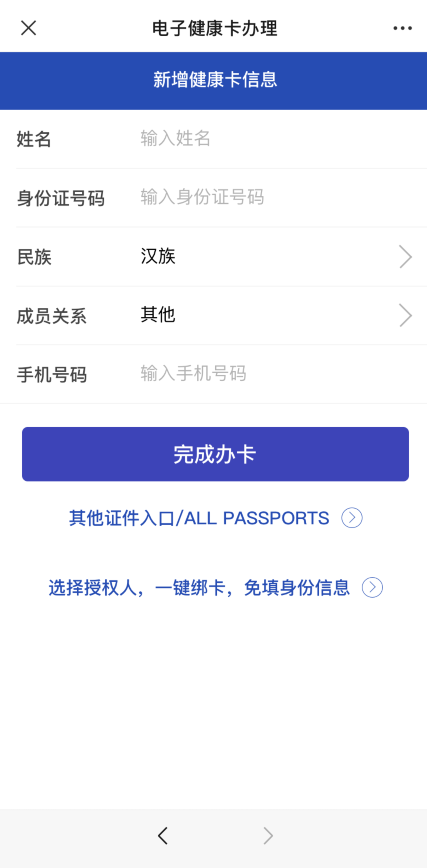 电子健康卡办理
新增健康卡信息
姓名 输入姓名
身份证号码 输入身份证号码
民族 汉族
成员关系 其他
手机号码 输入手机号码
完成办卡
其他证件入口/ALL PASSPORTS
选择授权人，一键绑卡，免填身份信息